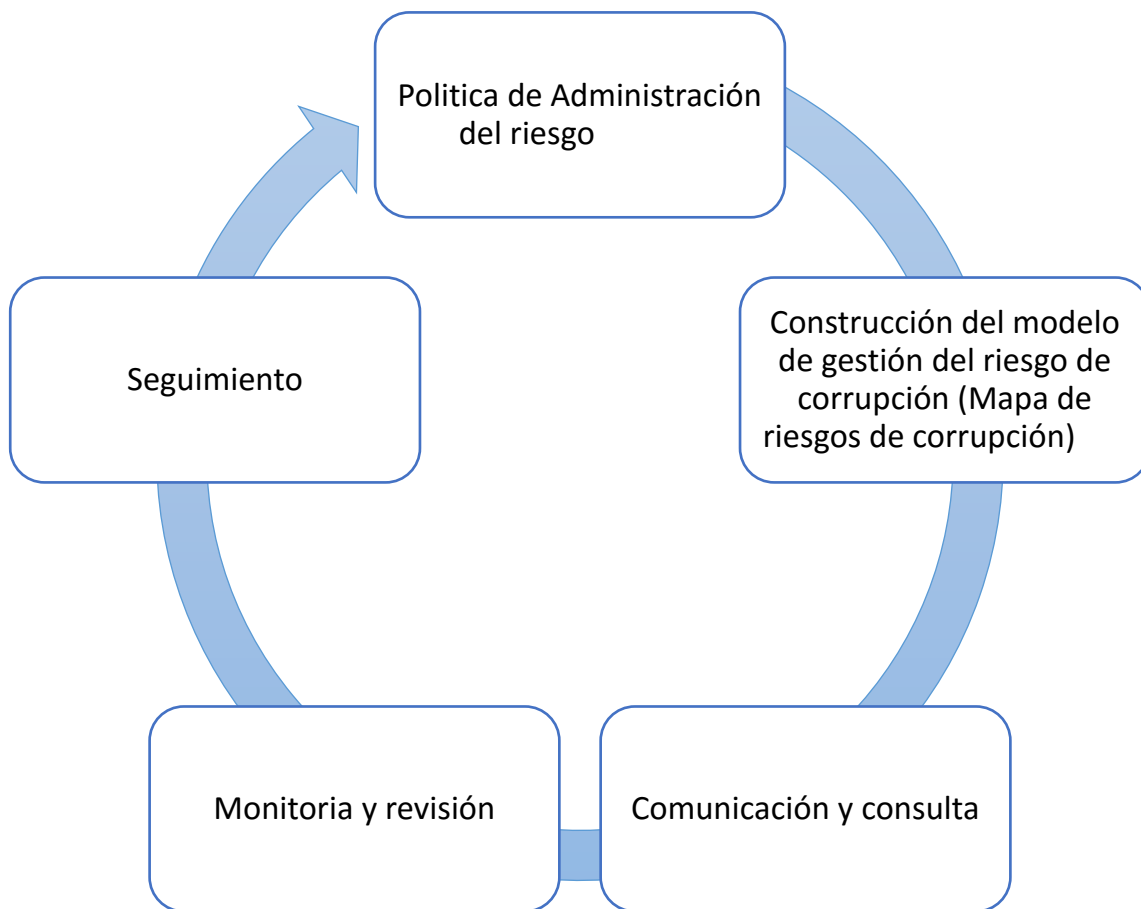 Politica de Administración
del riesgo
Construcción del modelo
de gestión del riesgo de
corrupción (Mapa de
riesgos de corrupción)
Comunicación y consulta
Monitoria y revisión
Seguimiento